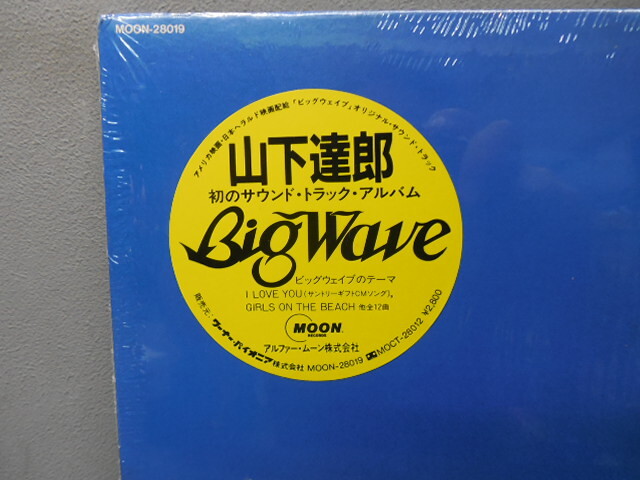 MOON-28019
アメリカ映画・日本ヘラルド映画配給「ビッグウェイブ」オリジナル・サウンド・トラック
山下達郎
初のサウンド・トラック・アルバム
Big Wave
ビッグウェイブのテーマ
I LOVE YOU(サントリーギフトCMソング)、
GIRLS ON THE BEACH 他全12曲
MOON
RECORDS
アルファー・ムーン株式会社
発売元:ワーナー・パイオニア株式会社 MOON-28019 MOCT-28012 ¥2,800